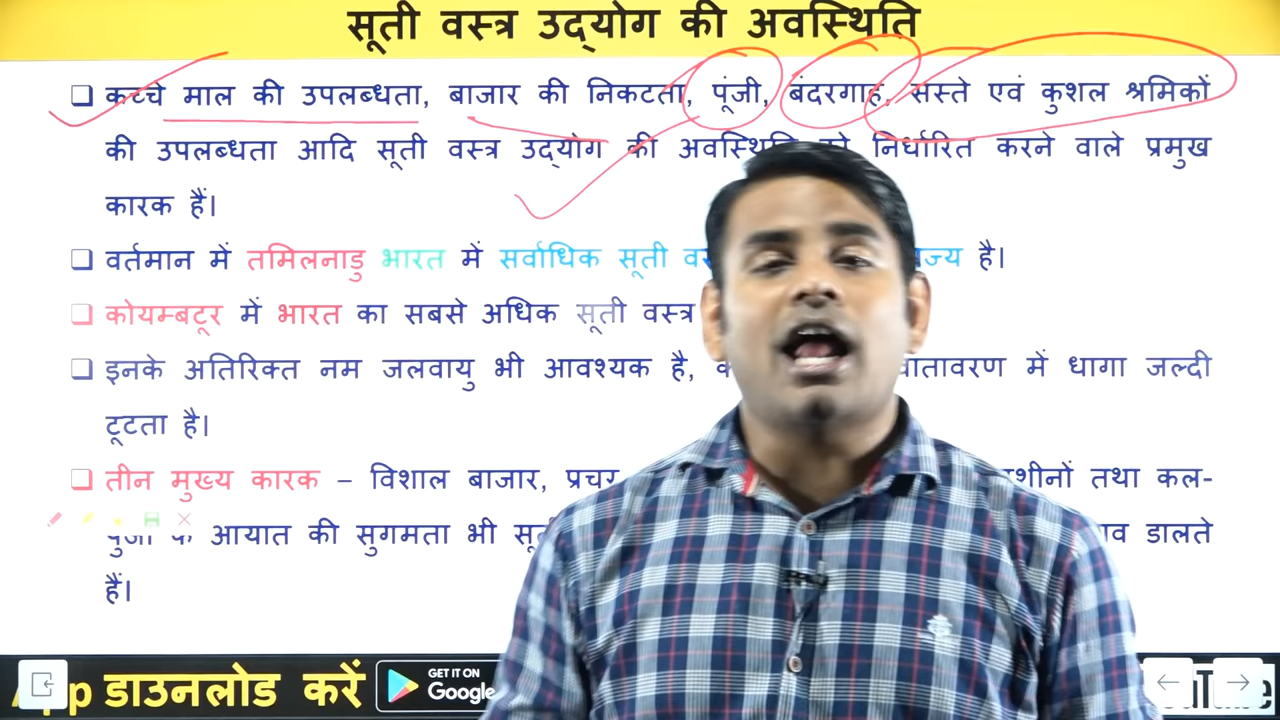 सूती वस्त्र उद्योग की अवस्थिति
कच्चे माल की उपलब्धता, बाजार की निकटता, पूंजी, बंदरगाह, सस्ते एवं कुशल श्रमिकों
की उपलब्धता आदि सूती वस्त्र उद्योग की अवस्थिति को निर्धारित करने वाले प्रमुख
कारक हैं।
वर्तमान में तमिलनाडु भारत में सर्वाधिक सूती है।
कोयम्बटूर में भारत का सबसे अधिक सूती वस्त्र
इनके अतिरिक्त नम जलवायु भी आवश्यक है, वातावरण में धागा जल्दी
टूटता है।
तीन मुख्य कारक – विशाल बाजार, तथा कल-
आयात की सुगमता भी डालते
हैं।
App डाउनलोड करें GET IT ON
Google